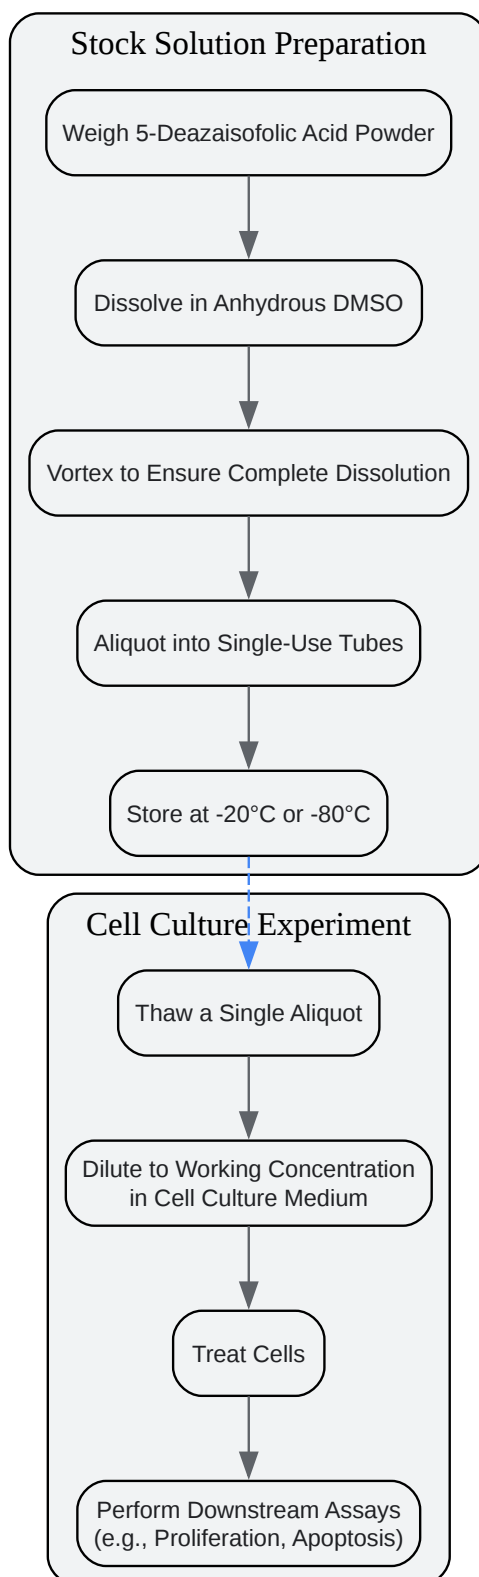 Stock Solution Preparation
Weigh 5-Deazaisofolic Acid Powder
Dissolve in Anhydrous DMSO
Vortex to Ensure Complete Dissolution
Aliquot into Single-Use Tubes
Store at -20°C or -80°C
Cell Culture Experiment
Thaw a Single Aliquot
Dilute to Working Concentration
in Cell Culture Medium
Treat Cells
Perform Downstream Assays
(e.g., Proliferation, Apoptosis)